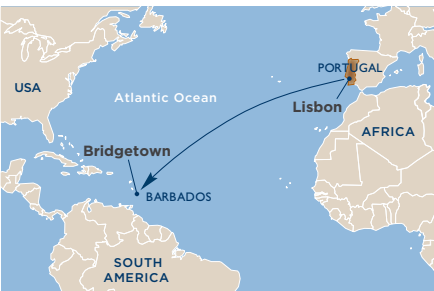 PORTUGAL
USA
Atlantic Ocean
Lisbon
AFRICA
Bridgetown
BARBADOS
SOUTH
AMERICA